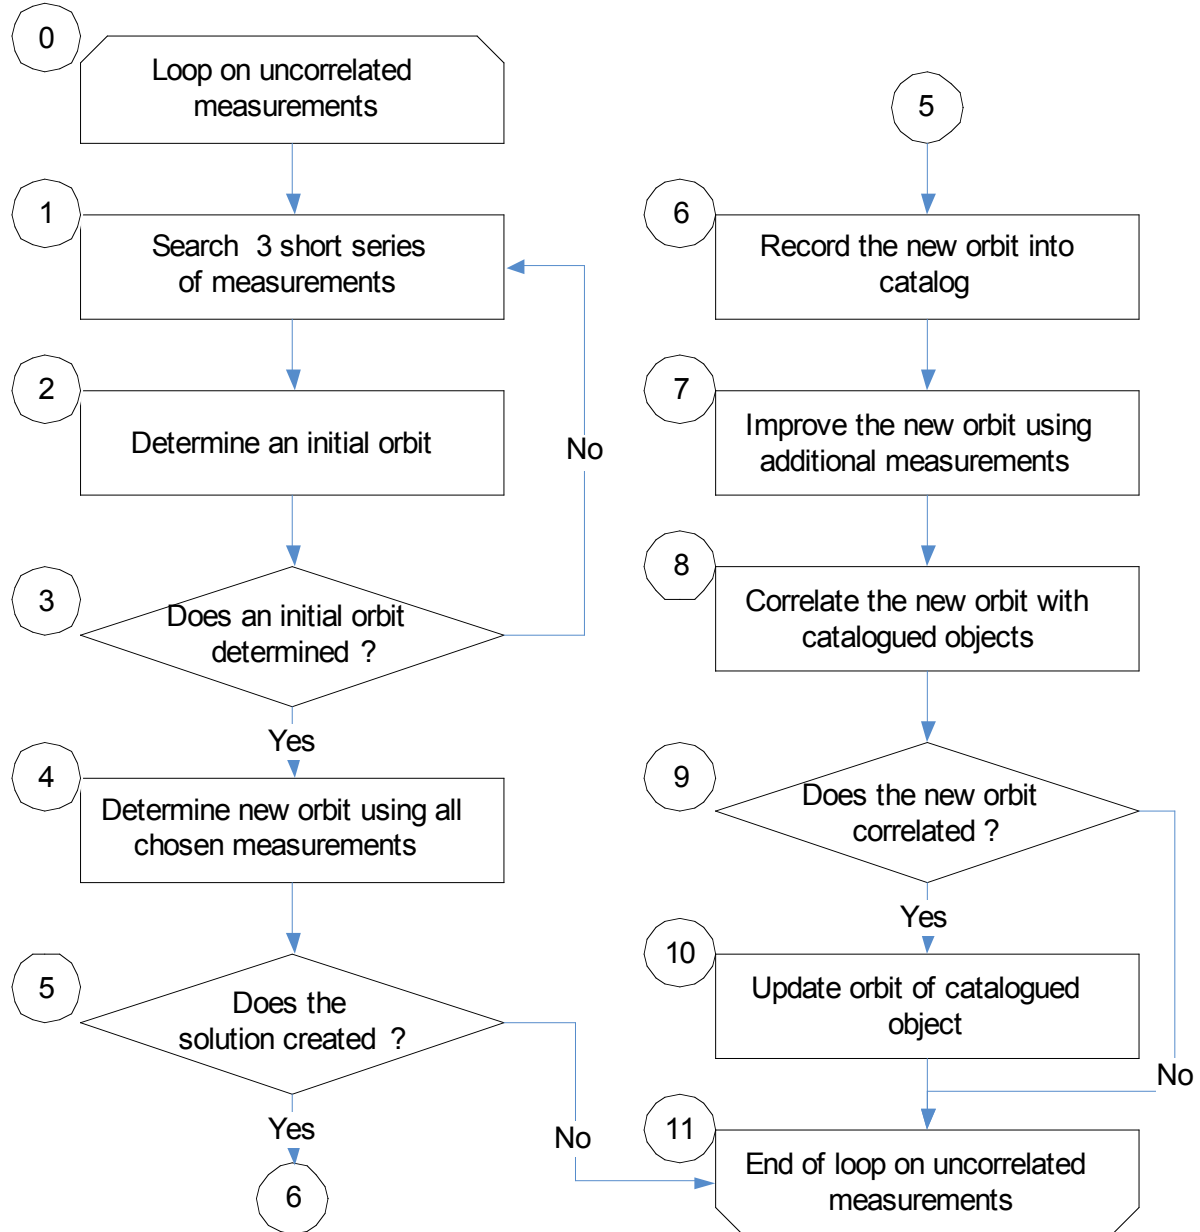 0
Loop on uncorrelated
measurements
1
Search 3 short series
of measurements
2
Determine an initial orbit
No
3
Does an initial orbit
determined ?
Yes
4
Determine new orbit using all
chosen measurements
5
Does the
solution created ?
Yes
No
6
5
6
Record the new orbit into
catalog
7
Improve the new orbit using
additional measurements
8
Correlate the new orbit with
catalogued objects
9
Does the new orbit
correlated ?
Yes
10
Update orbit of catalogued
object
No
11
End of loop on uncorrelated
measurements